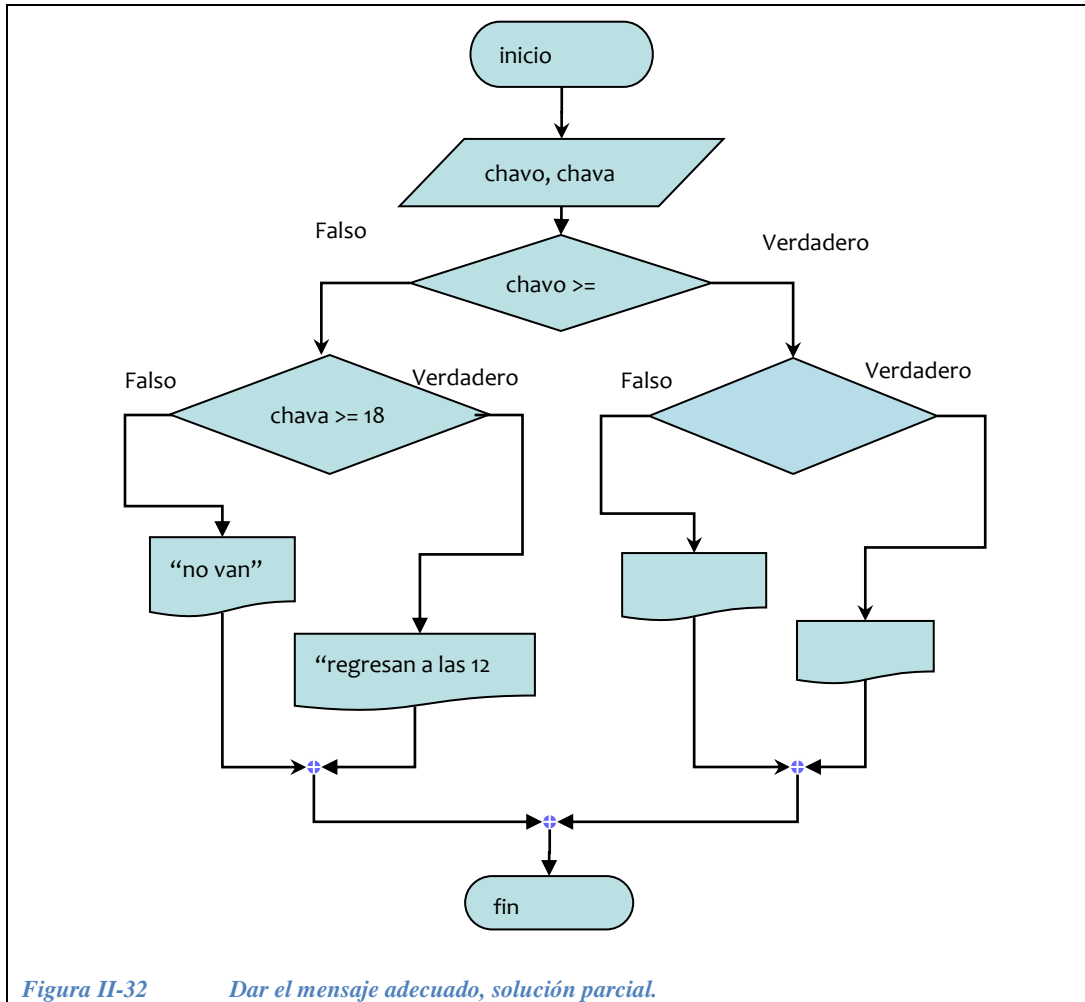 inicio
chavo, chava
Falso
Verdadero
chavo >=
Falso
Verdadero
Falso
Verdadero
chava >= 18
“no van”
“regresan a las 12
fin
Figura II-32 Dar el mensaje adecuado, solución parcial.